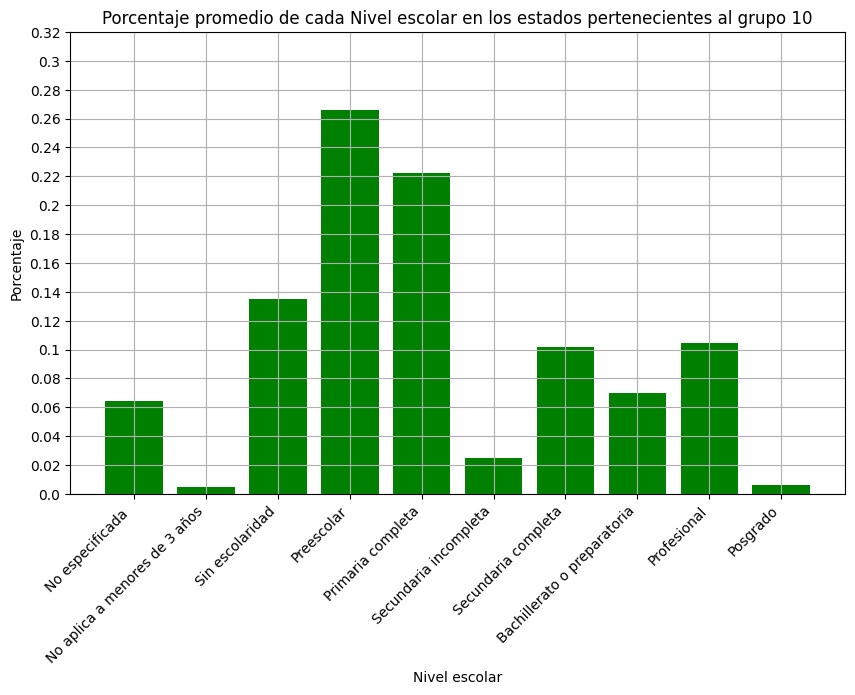 Porcentaje promedio de cada Nivel escolar en los estados pertenecientes al grupo 10
0.32
0.3
0.28
0.26
0.24
0.22
0.2
0.18
0.16
0.14
0.12
0.1
0.08
0.06
0.04
0.02
0.0
Porcentaje
No especificada
No aplica a menores de 3 años
Sin escolaridad
Preescolar
Primaria completa
Secundaria incompleta
Secundaria completa
Bachillerato o preparatoria
Profesional
Posgrado
Nivel escolar